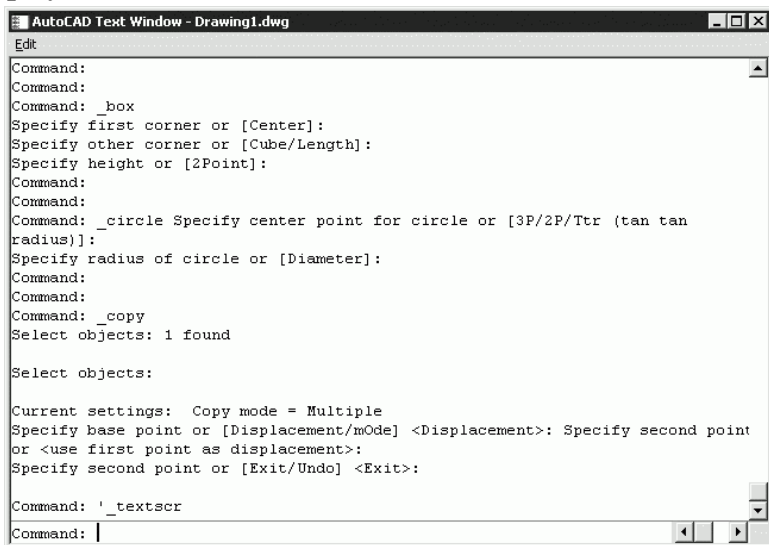 AutoCAD Text Window - Drawing1.dwg
Edit
Command:
Command:
Command: _box
Specify first corner or [Center]:
Specify other corner or [Cube/Length]:
Specify height or [2Point]:
Command:
Command:
Command: _circle Specify center point for circle or [3P/2P/Ttr (tan tan
radius)]:
Specify radius of circle or [Diameter]:
Command:
Command:
Command: _copy
Select objects: 1 found
Select objects:
Current settings:  Copy mode = Multiple
Specify base point or [Displacement/mOde] <Displacement>: Specify second point
or <use first point as displacement>:
Specify second point or [Exit/Undo] <Exit>:
Command: '_textscr
Command: